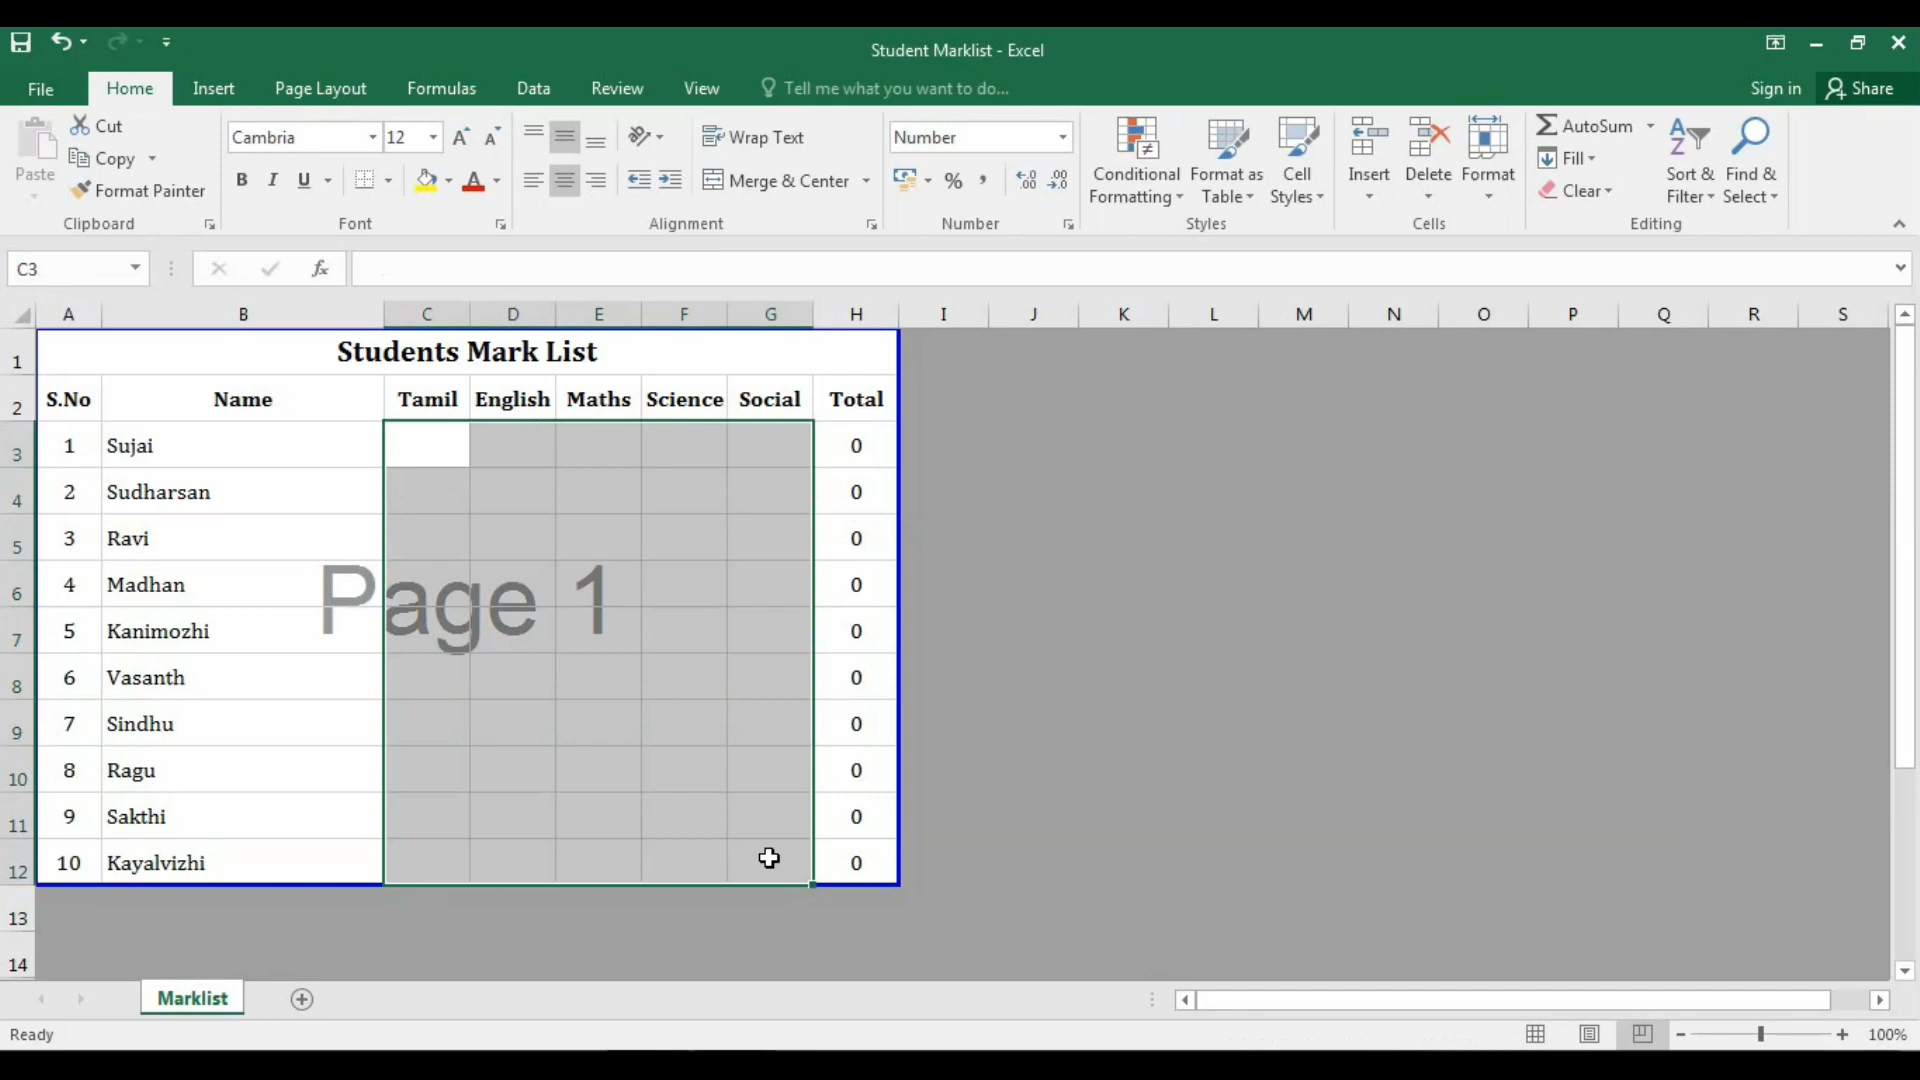 Student Marklist - Excel
File Home Insert Page Layout Formulas Data Review View Tell me what you want to do... Sign in Share
Paste Cut Copy Format Painter Clipboard
Cambria 12 B I U A Font
Wrap Text Merge & Center Alignment
Number % , .0 .00 Number
Conditional Formatting Format as Table Cell Styles Styles
Insert Delete Format Cells
AutoSum Fill Clear Sort & Filter Find & Select Editing
C3 fx
A B C D E F G H I J K L M N O P Q R S
1 Students Mark List
2 S.No Name Tamil English Maths Science Social Total
3 1 Sujai 0
4 2 Sudharsan 0
5 3 Ravi 0
6 4 Madhan 0
Page 1
7 5 Kanimozhi 0
8 6 Vasanth 0
9 7 Sindhu 0
10 8 Ragu 0
11 9 Sakthi 0
12 10 Kayalvizhi 0
13
14
Marklist
Ready 100%